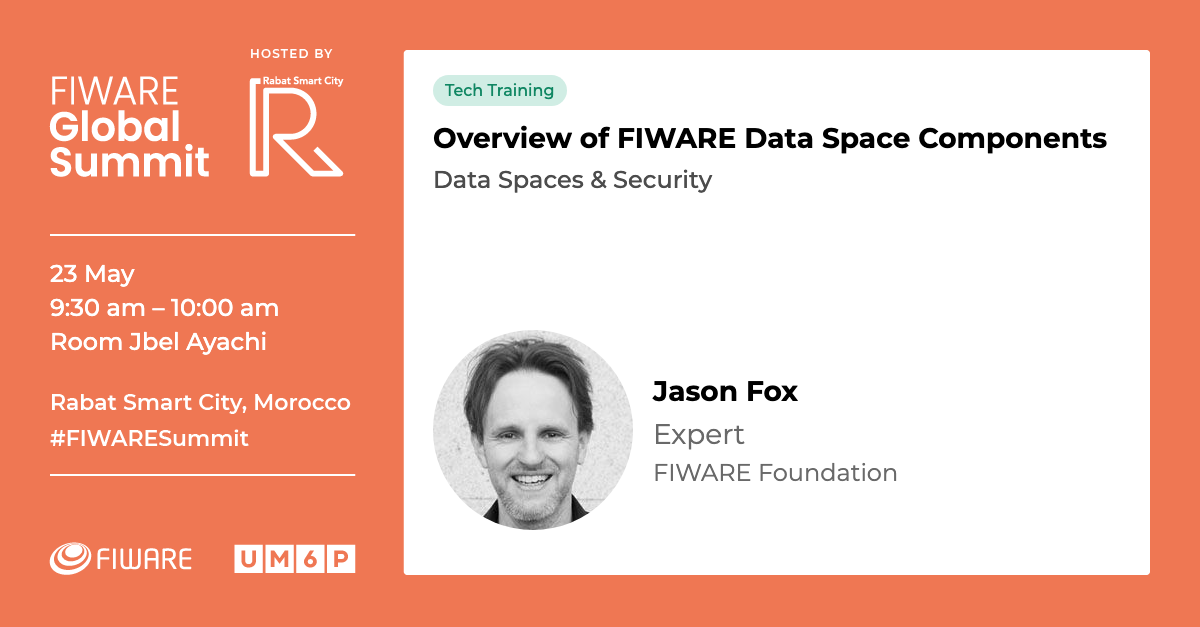 HOSTED BY
FIWARE
Global
Summit
Rabat Smart City
R
23 May
9:30 am – 10:00 am
Room Jbel Ayachi
Rabat Smart City, Morocco
#FIWARESummit
FIWARE
UM6P
Tech Training
Overview of FIWARE Data Space Components
Data Spaces & Security
Jason Fox
Expert
FIWARE Foundation